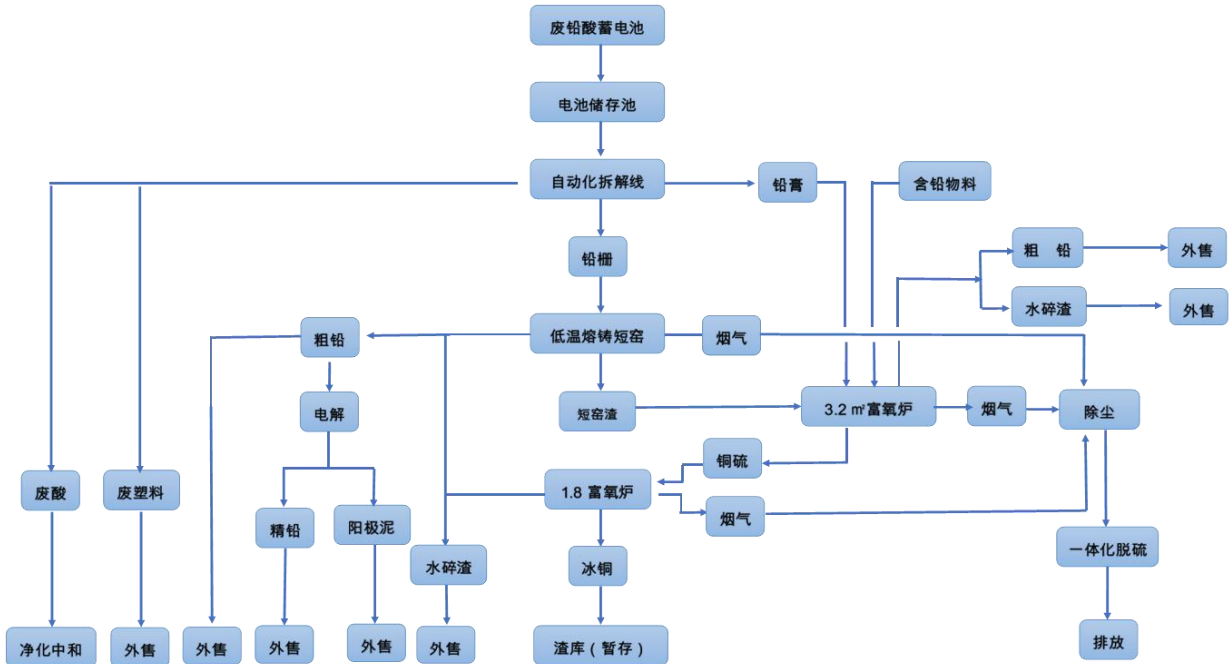 废铅酸蓄电池
电池储存池
自动化拆解线
铅膏
含铅物料
铅栅
粗 铅
外售
水碎渣
外售
粗铅
低温熔铸短窑
烟气
电解
短窑渣
3.2 ㎡富氧炉
烟气
除尘
铜硫
废酸
废塑料
1.8 富氧炉
烟气
精铅
阳极泥
水碎渣
冰铜
一体化脱硫
净化中和
外售
外售
外售
外售
外售
渣库（暂存）
排放